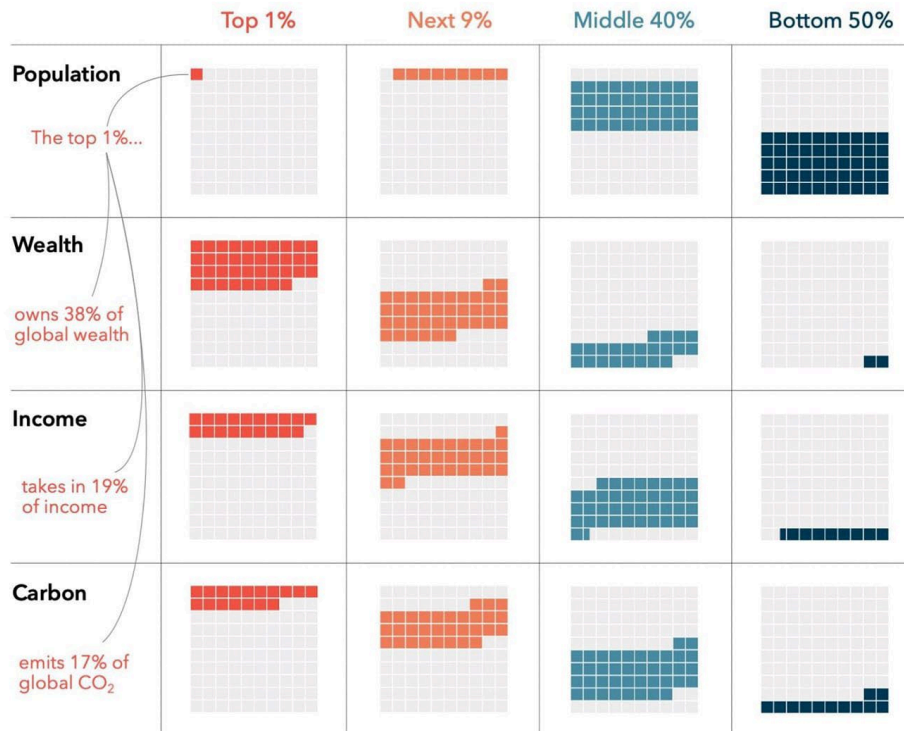 Top 1%
Next 9%
Middle 40%
Bottom 50%
Population
The top 1%...
Wealth
owns 38% of
global wealth
Income
takes in 19%
of income
Carbon
emits 17% of
global CO₂